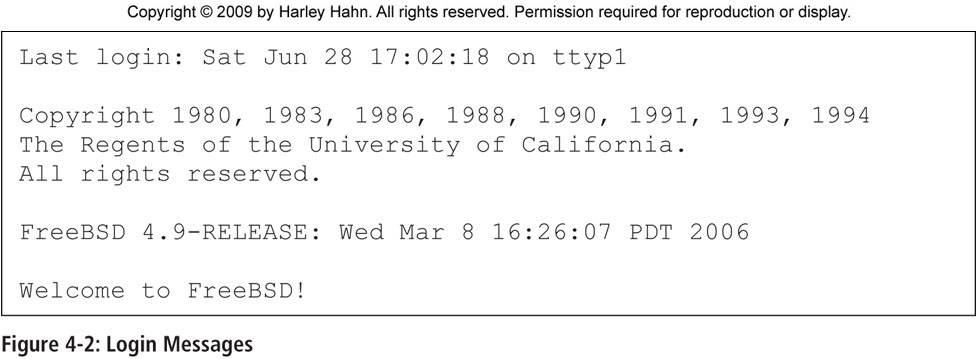 Copyright © 2009 by Harley Hahn. All rights reserved. Permission required for reproduction or display.
Last login: Sat Jun 28 17:02:18 on ttyp1
Copyright 1980, 1983, 1986, 1988, 1990, 1991, 1993, 1994
The Regents of the University of California.
All rights reserved.
FreeBSD 4.9-RELEASE: Wed Mar 8 16:26:07 PDT 2006
Welcome to FreeBSD!
Figure 4-2: Login Messages